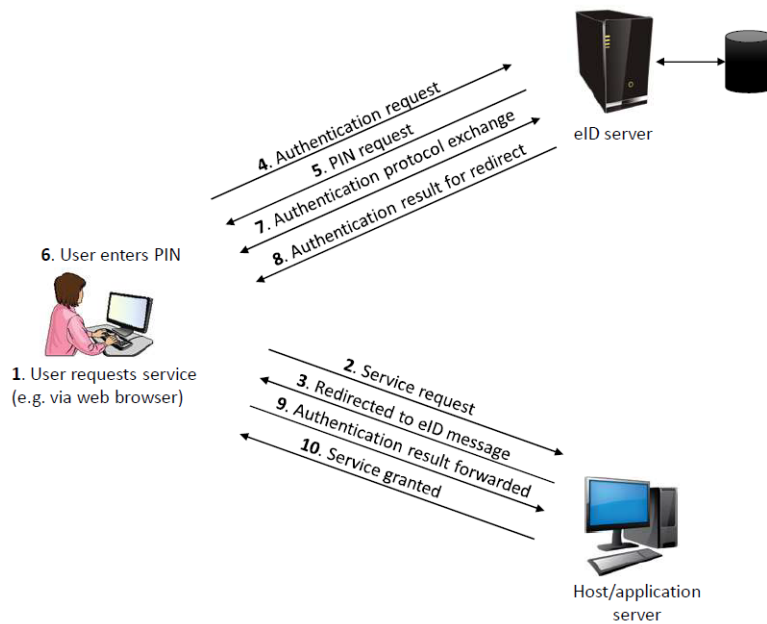 eID server
4. Authentication request
5. PIN request
7. Authentication protocol exchange
8. Authentication result for redirect
6. User enters PIN
1. User requests service
(e.g. via web browser)
2. Service request
3. Redirected to eID message
9. Authentication result forwarded
10. Service granted
Host/application
server